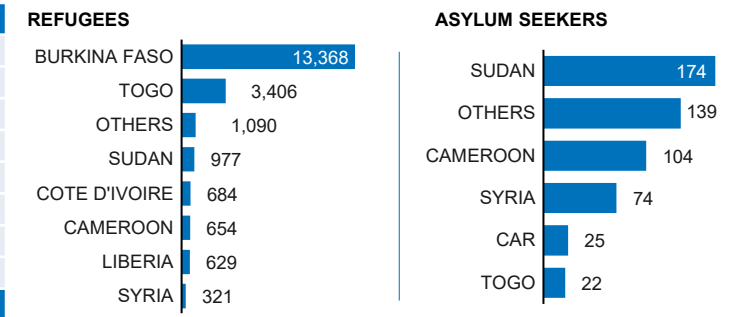 REFUGEES
BURKINA FASO 13,368
TOGO 3,406
OTHERS 1,090
SUDAN 977
COTE D'IVOIRE 684
CAMEROON 654
LIBERIA 629
SYRIA 321
ASYLUM SEEKERS
SUDAN 174
OTHERS 139
CAMEROON 104
SYRIA 74
CAR 25
TOGO 22